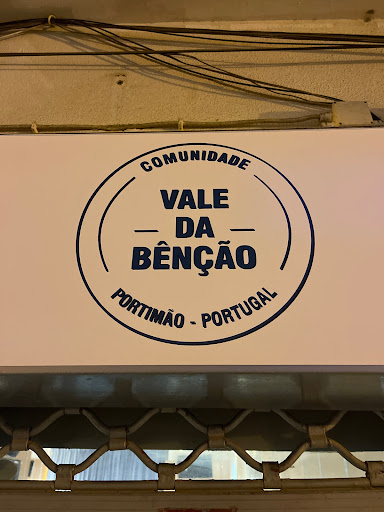 COMUNIDADE
VALE
DA
BÊNÇÃO
PORTIMÃO - PORTUGAL